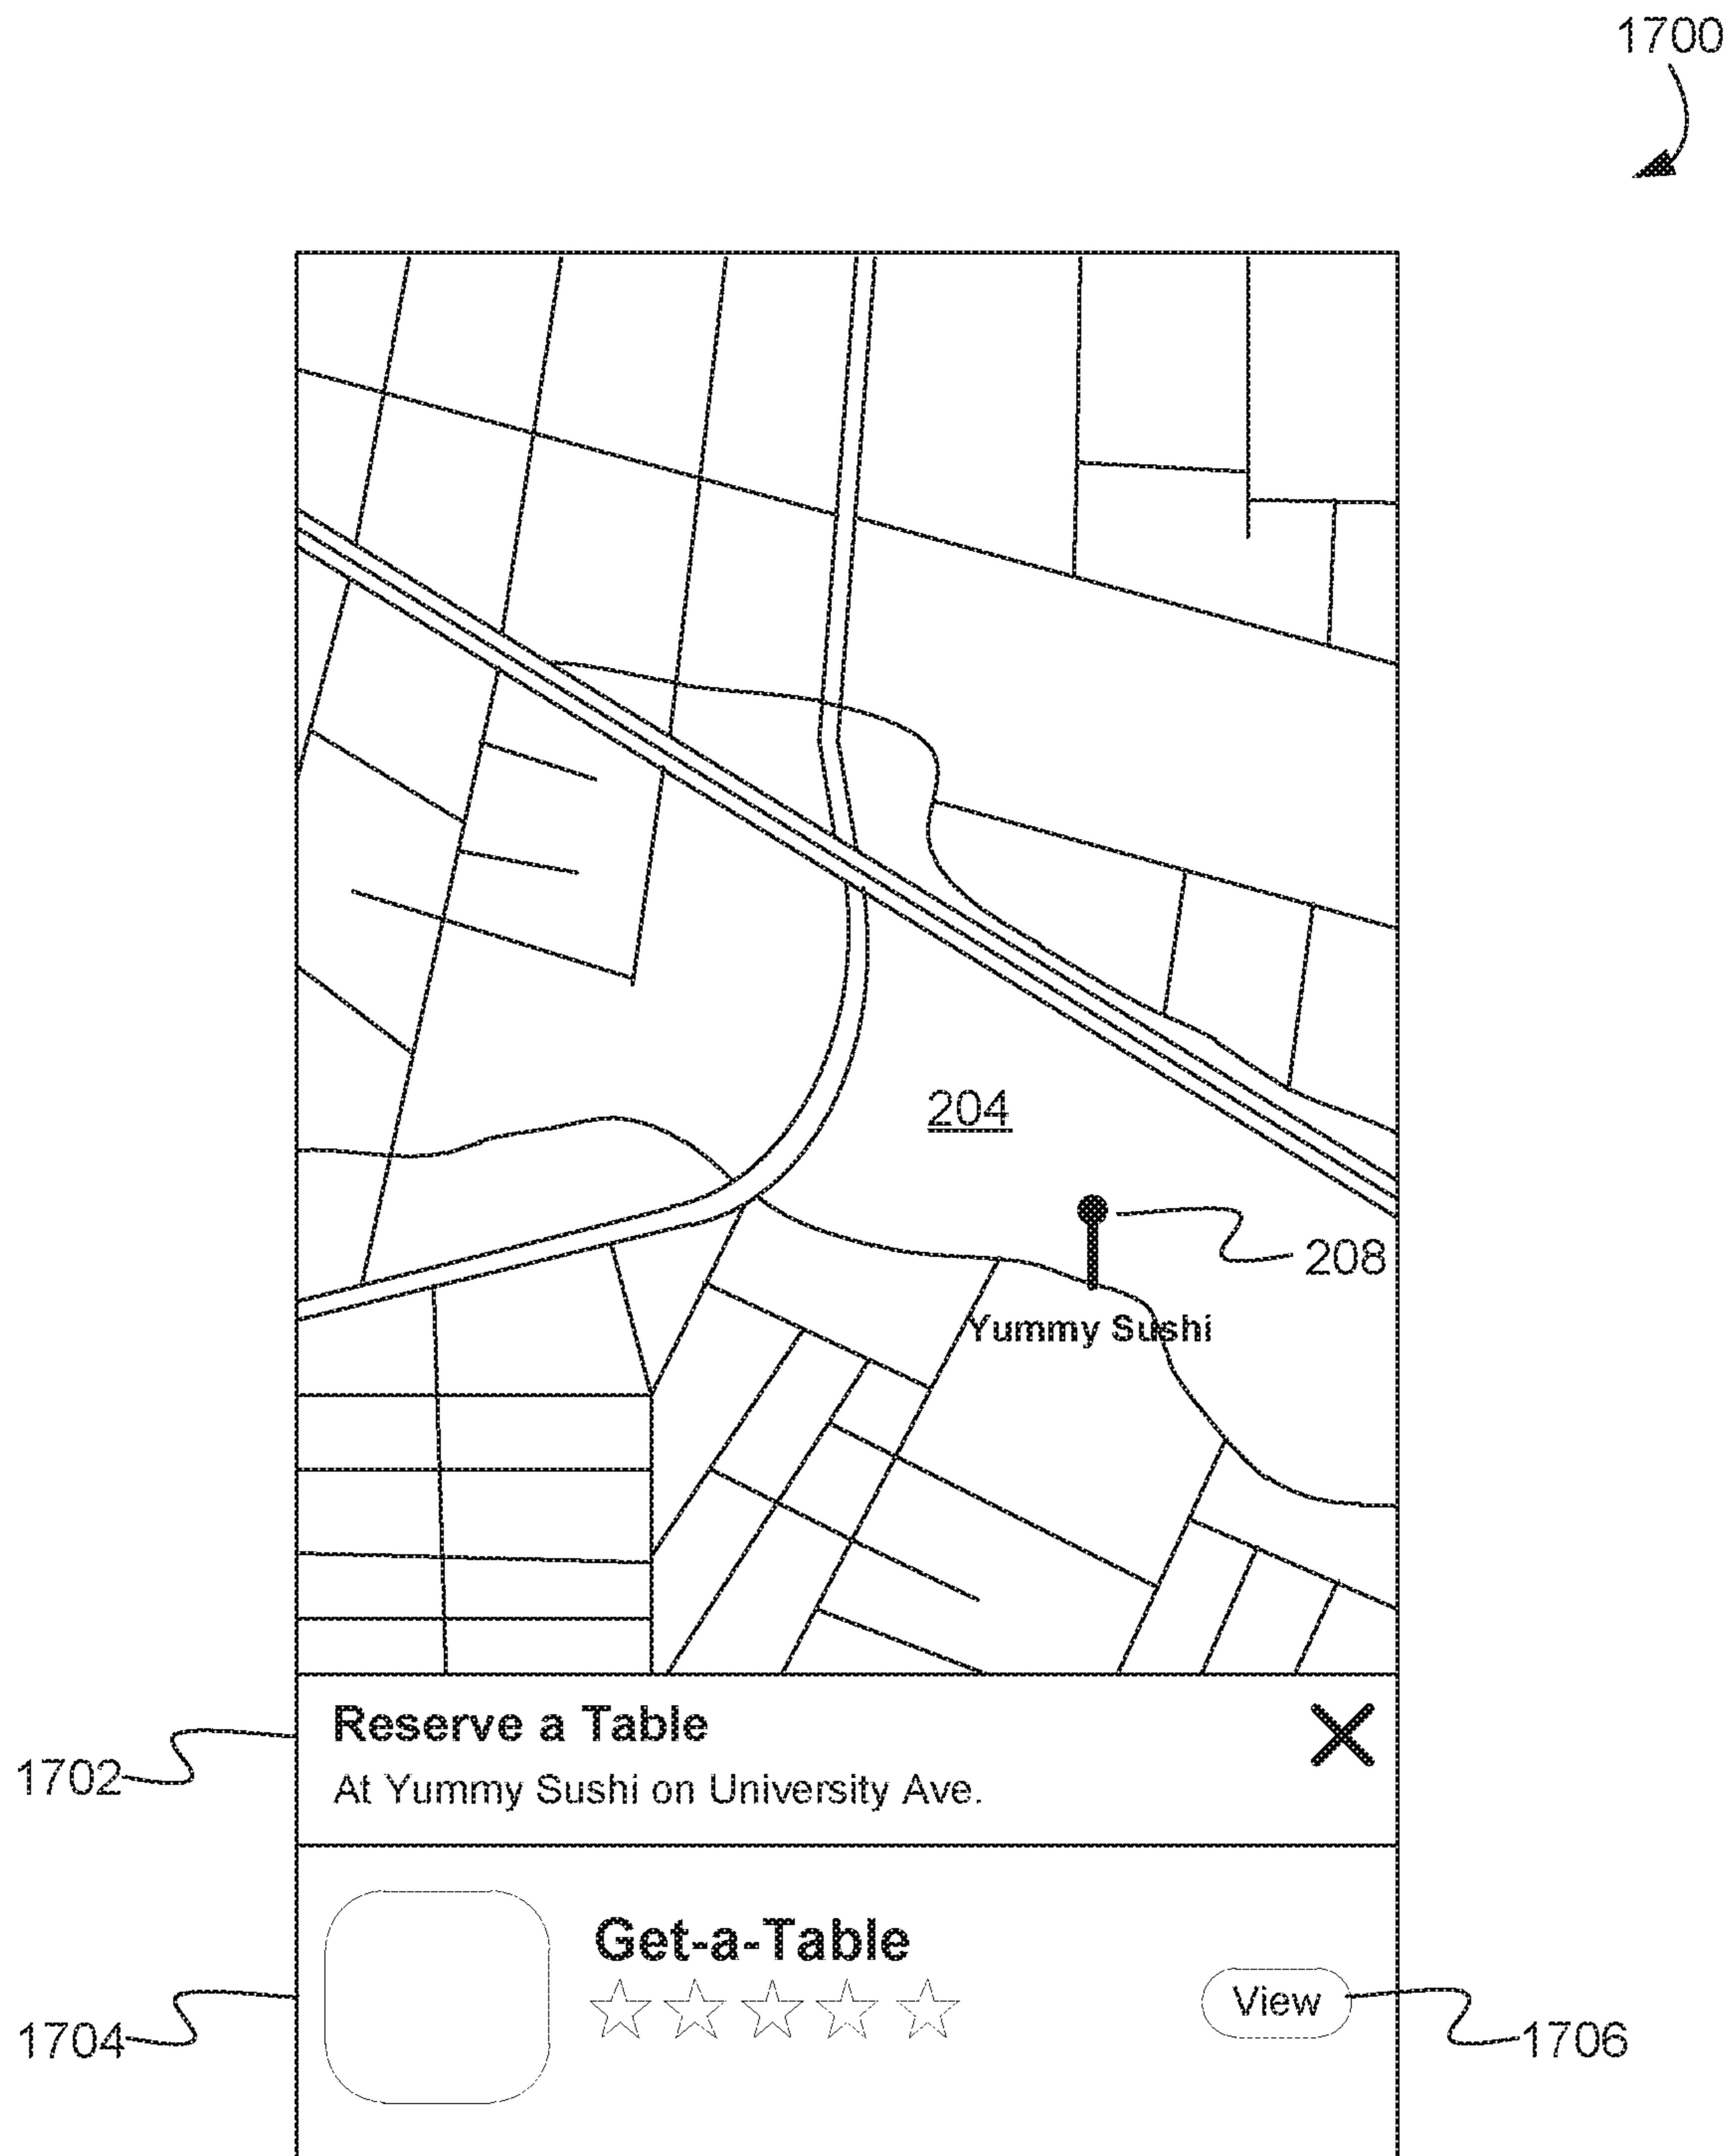 1700
204
208
Yummy Sushi
Reserve a Table
1702
At Yummy Sushi on University Ave.
Get-a-Table
View
1704
1706